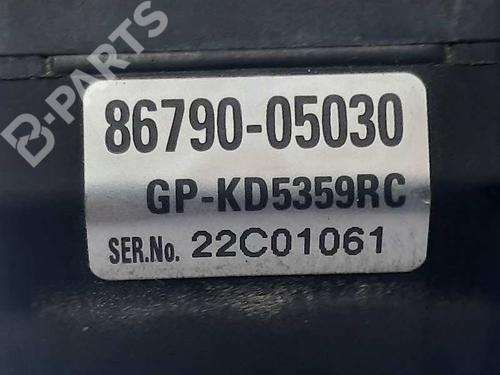 B-PARTS
86790-05030
GP-KD5359RC
SER.No. 22C01061